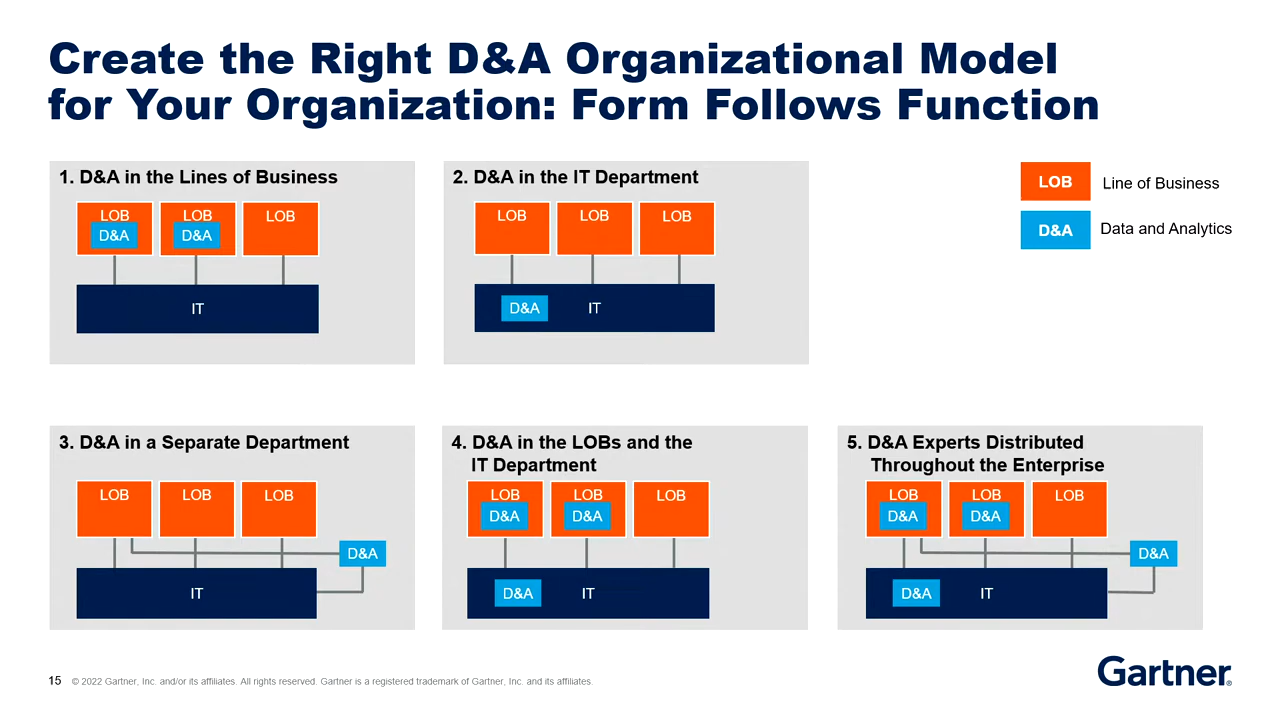 Create the Right D&A Organizational Model
for Your Organization: Form Follows Function
1. D&A in the Lines of Business
LOB
D&A
LOB
D&A
LOB
IT
2. D&A in the IT Department
LOB
LOB
LOB
D&A
IT
LOB
Line of Business
D&A
Data and Analytics
3. D&A in a Separate Department
LOB
LOB
LOB
D&A
IT
4. D&A in the LOBs and the
IT Department
LOB
D&A
LOB
D&A
LOB
D&A
IT
5. D&A Experts Distributed
Throughout the Enterprise
LOB
D&A
LOB
D&A
LOB
D&A
D&A
IT
15
© 2022 Gartner, Inc. and/or its affiliates. All rights reserved. Gartner is a registered trademark of Gartner, Inc. and its affiliates.
Gartner®